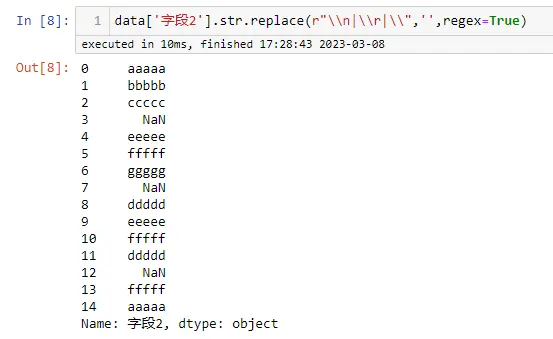 In [8]: 1 data['字段2'].str.replace(r"\\n|\\r|\\",'',regex=True)
executed in 10ms, finished 17:28:43 2023-03-08
Out[8]: 0 aaaaa
1 bbbbb
2 ccccc
3 NaN
4 eeeee
5 fffff
6 ggggg
7 NaN
8 ddddd
9 eeeee
10 fffff
11 ddddd
12 NaN
13 fffff
14 aaaaa
Name: 字段2, dtype: object